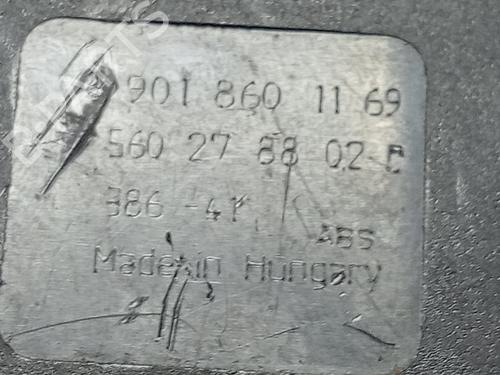 901 860 11 69
560 27 88 02 B
386-41
ABS
Made in Hungary